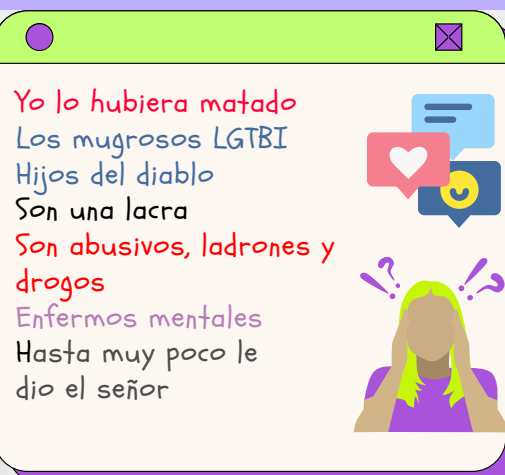 Yo lo hubiera matado
Los mugrosos LGTBI
Hijos del diablo
Son una lacra
Son abusivos, ladrones y
drogos
Enfermos mentales
Hasta muy poco le
dio el señor